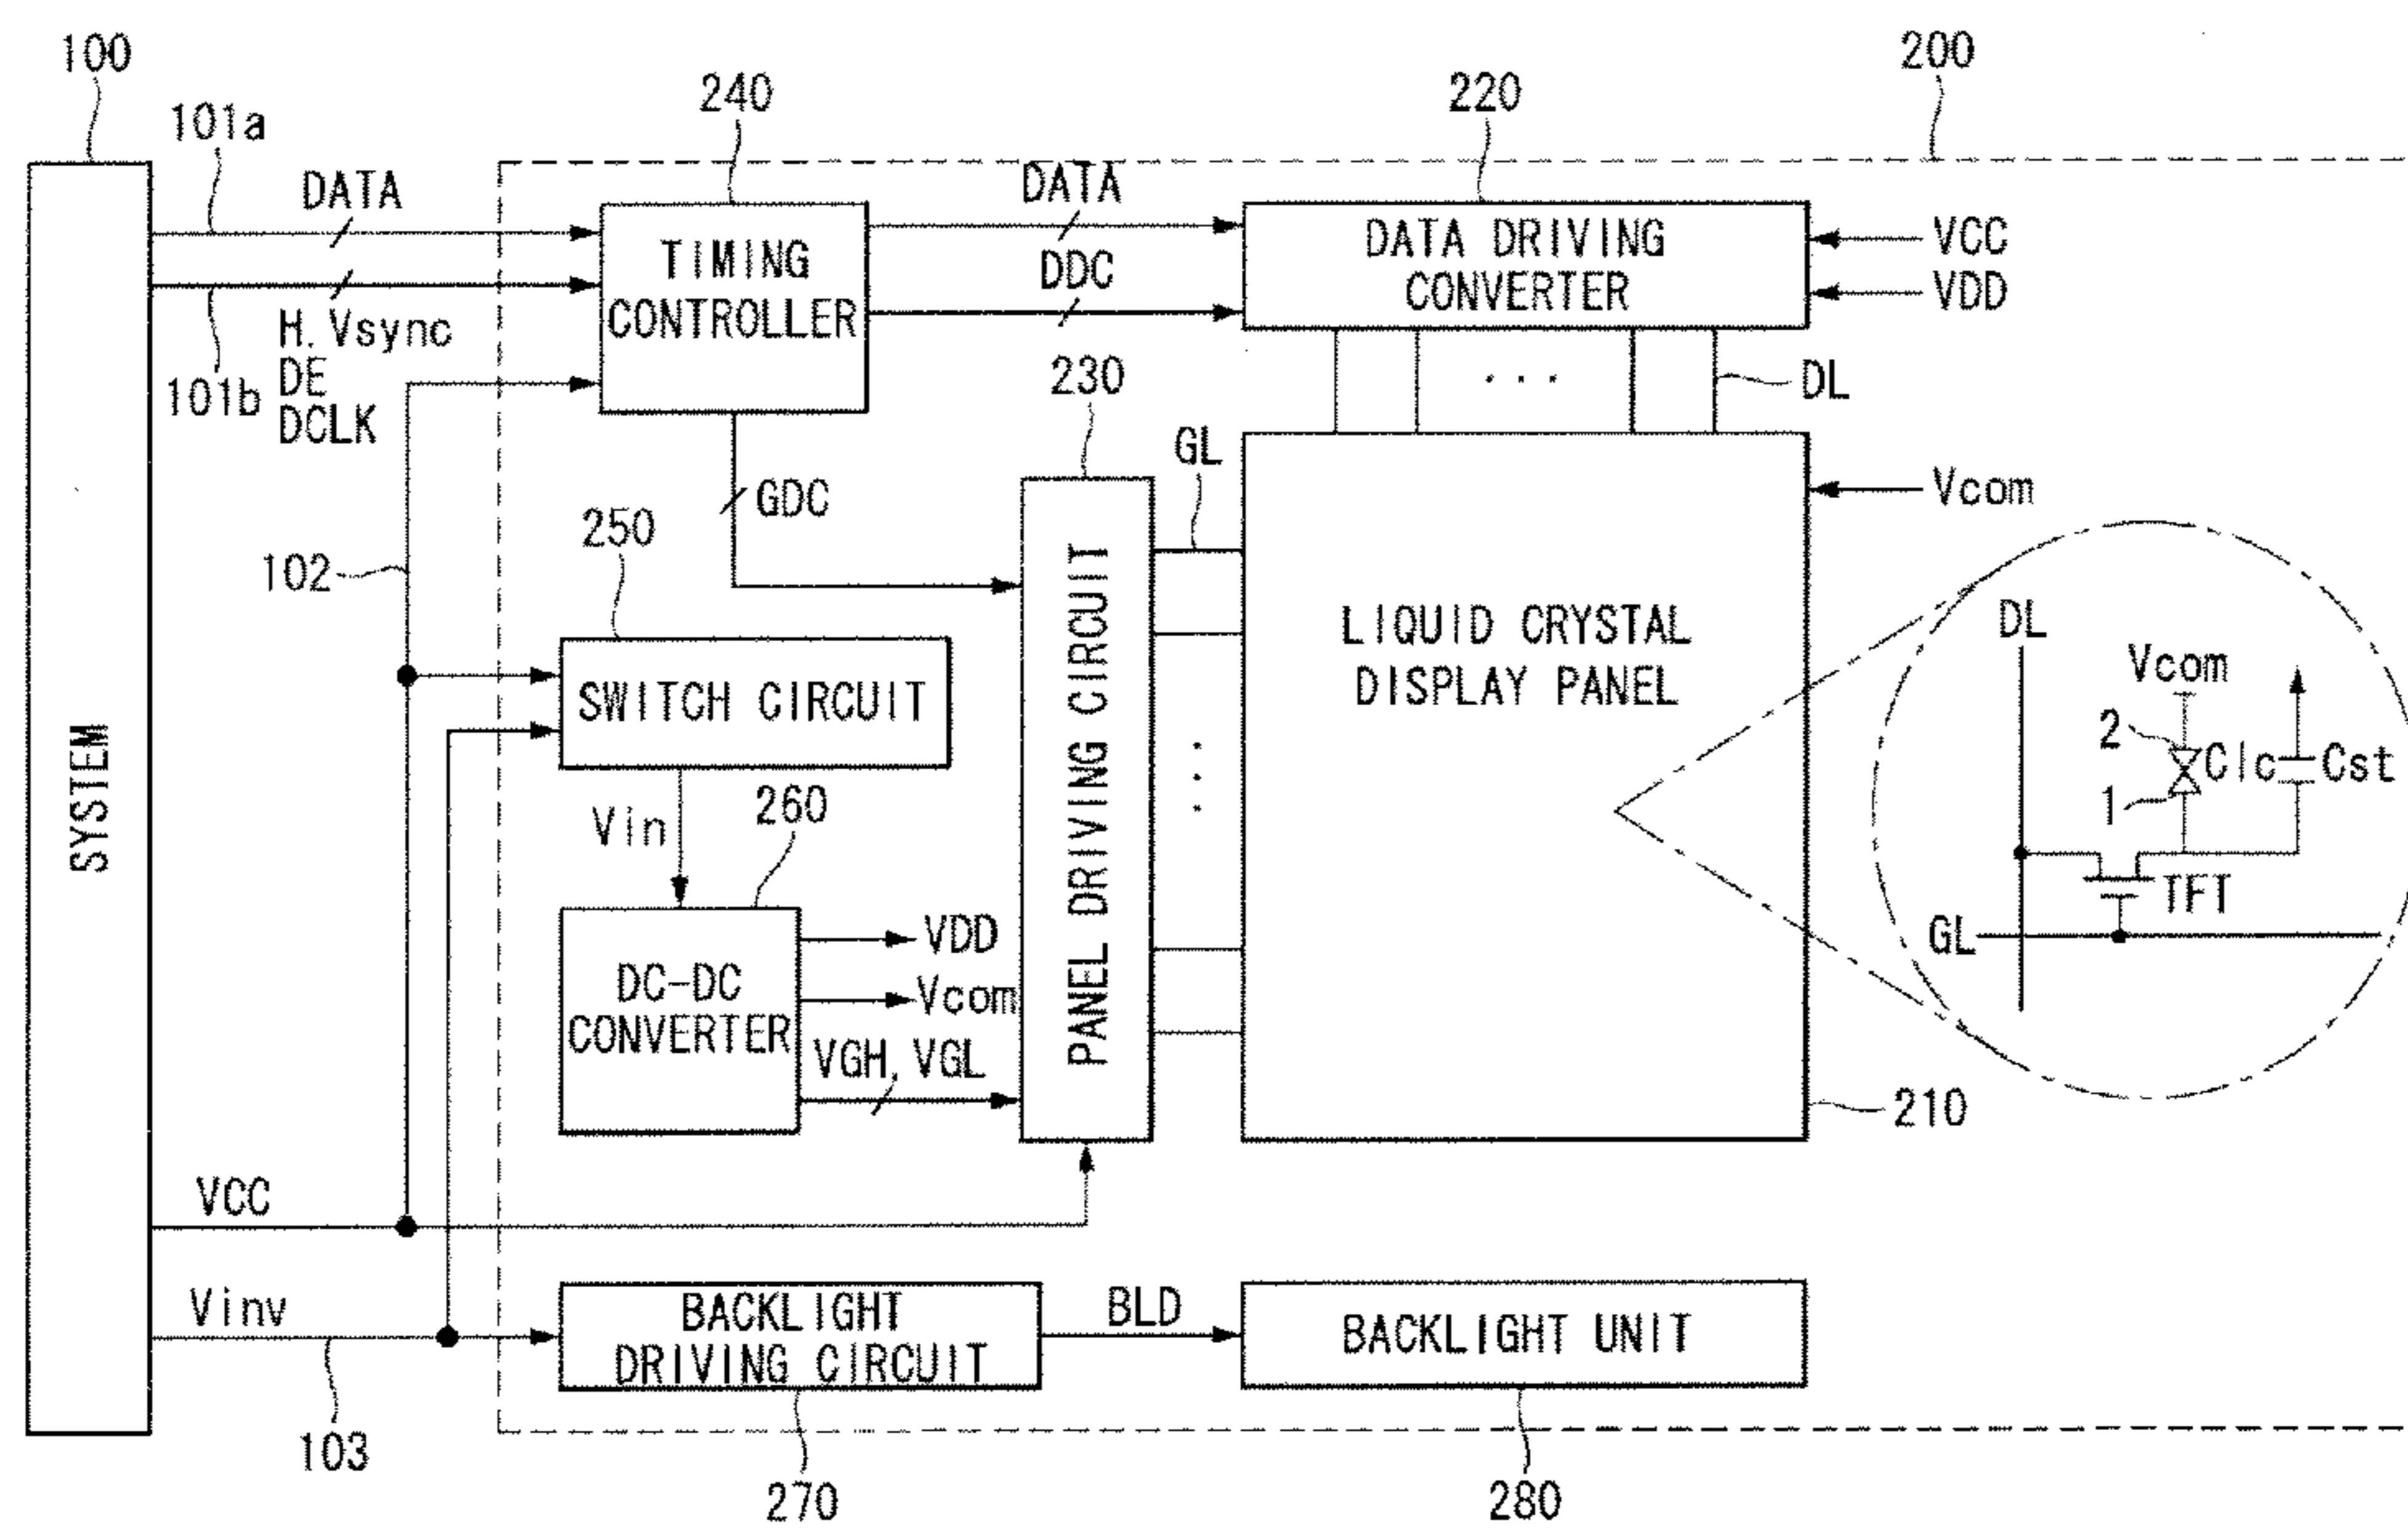 100
200
240
220
101a
DATA
DATA
TIMING
CONTROLLER
DATA DRIVING
CONVERTER
VCC
VDD
DDC
H, Vsync
DE
DCLK
101b
230
DL
GL
GDC
Vcom
250
102
SYSTEM
SWITCH CIRCUIT
PANEL DRIVING CIRCUIT
LIQUID CRYSTAL
DISPLAY PANEL
DL
Vcom
2
Clc
Cst
1
TFT
GL
Vin
260
DC-DC
CONVERTER
VDD
Vcom
VGH, VGL
210
VCC
Vinv
BACKLIGHT
DRIVING CIRCUIT
BLD
BACKLIGHT UNIT
103
270
280